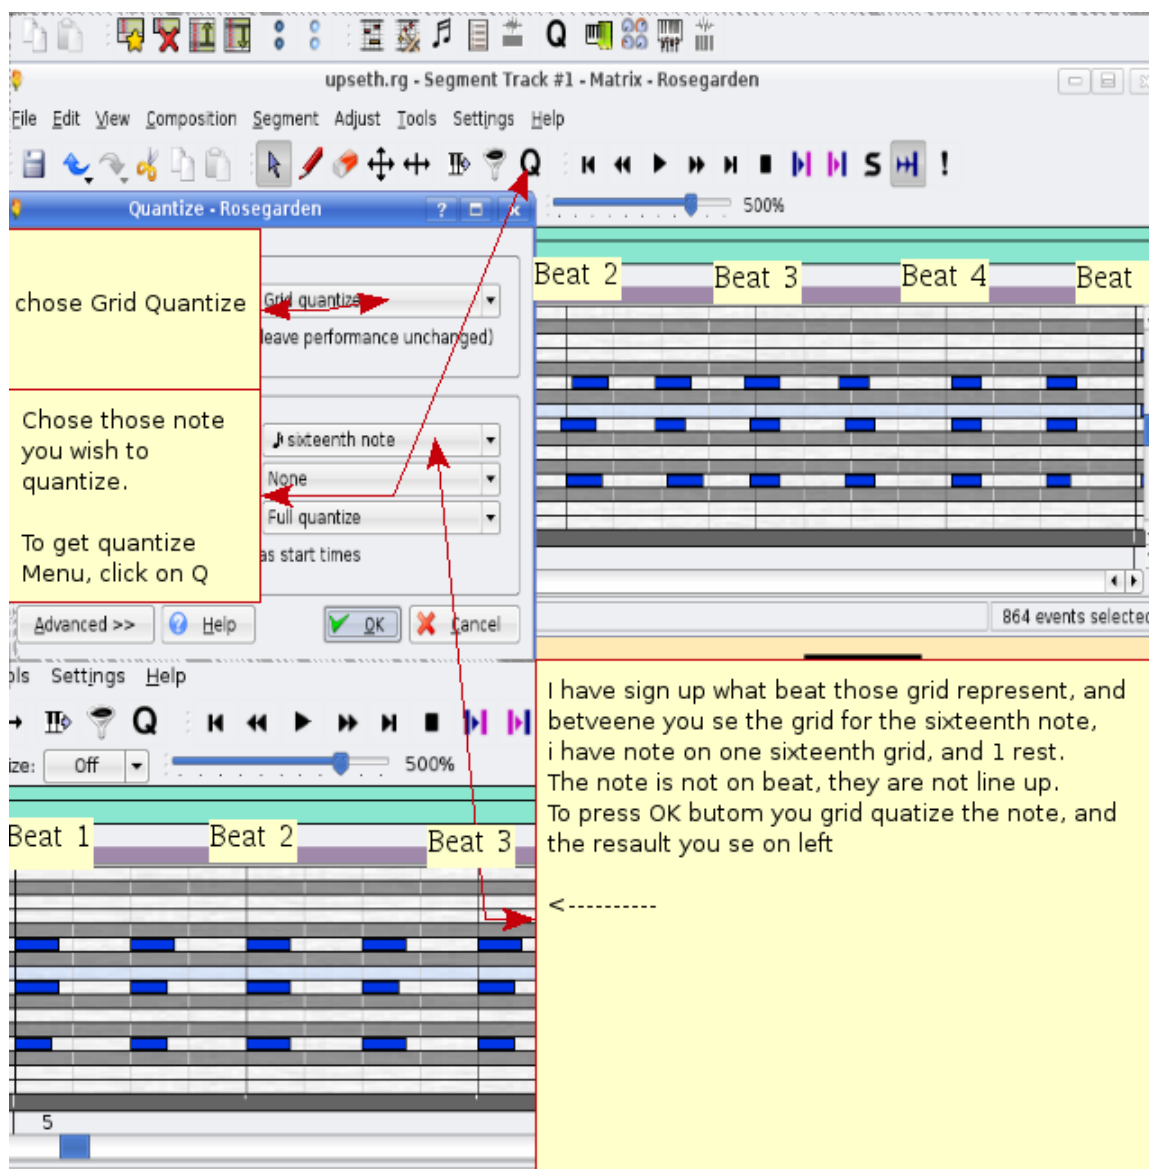 Q
upseth.rg - Segment Track #1 - Matrix - Rosegarden
File Edit View Composition Segment Adjust Tools Settings Help
Q S !
Quantize - Rosegarden ?
500%
chose Grid Quantize
Grid quantize
leave performance unchanged)
Beat 2 Beat 3 Beat 4 Beat
Chose those note
you wish to
quantize.
To get quantize
Menu, click on Q
sixteenth note
None
Full quantize
as start times
Advanced >> Help OK Cancel
864 events selected
ols Settings Help
Q
ize: Off 500%
Beat 1 Beat 2 Beat 3
5
I have sign up what beat those grid represent, and
betveene you se the grid for the sixteenth note,
i have note on one sixteenth grid, and 1 rest.
The note is not on beat, they are not line up.
To press OK butom you grid quatize the note, and
the resault you se on left
<----------